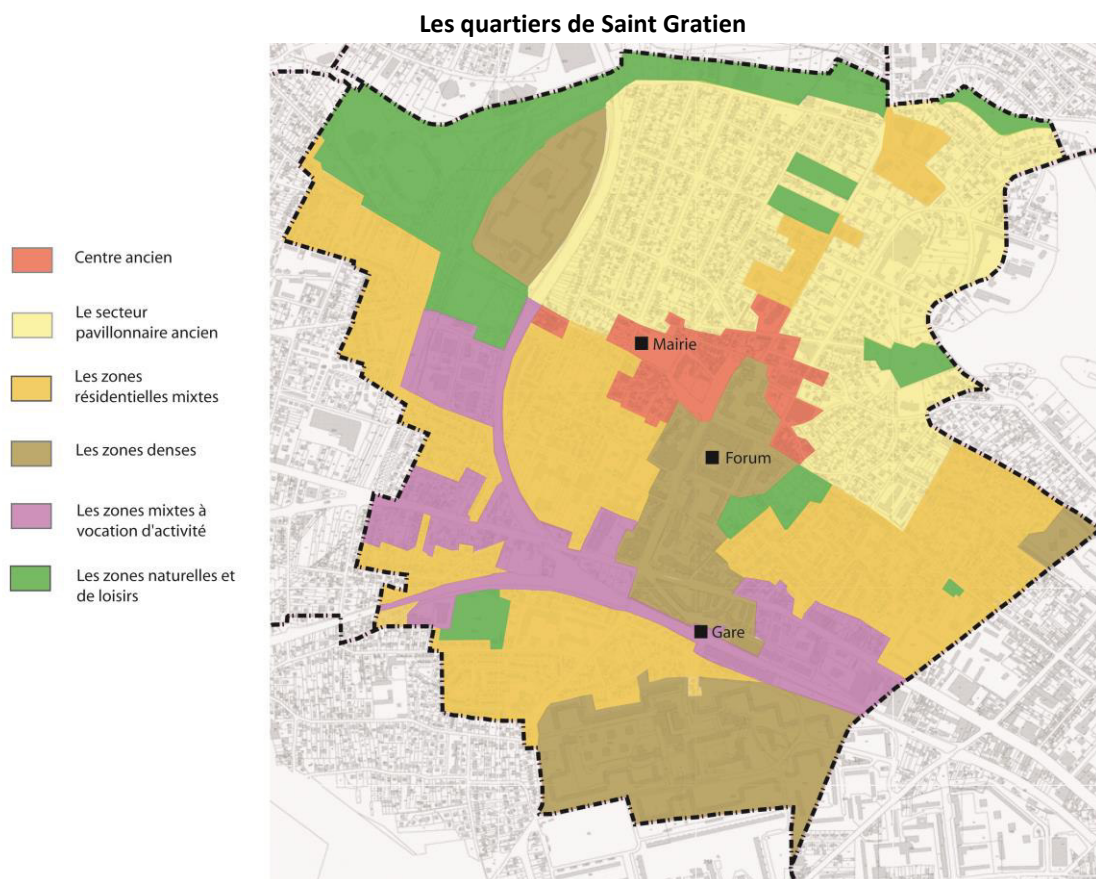 Les quartiers de Saint Gratien
Centre ancien
Le secteur
pavillonnaire ancien
Les zones
résidentielles mixtes
Les zones denses
Les zones mixtes à
vocation d'activité
Les zones naturelles et
de loisirs
Mairie
Forum
Gare